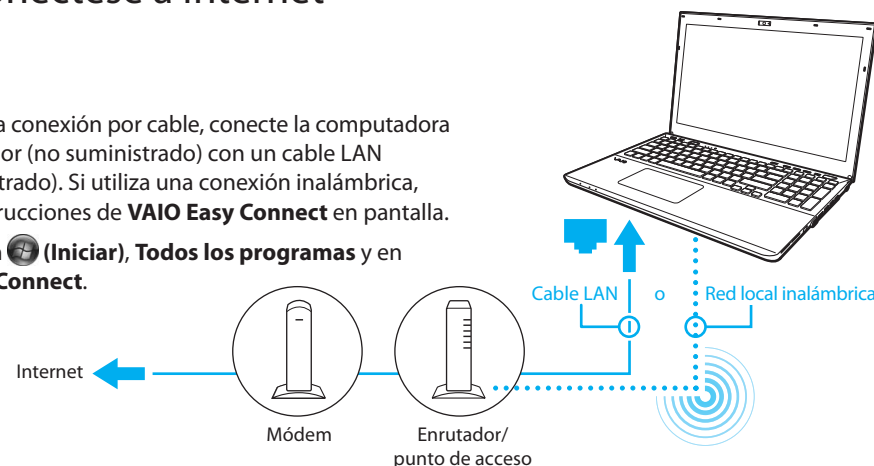 néctese a Internet
a conexión por cable, conecte la computadora
or (no suministrado) con un cable LAN
trado). Si utiliza una conexión inalámbrica,
rucciones de VAIO Easy Connect en pantalla.
(Iniciar), Todos los programas y en
Connect.
Cable LAN o Red local inalámbrica
Internet
Módem
Enrutador/
punto de acceso